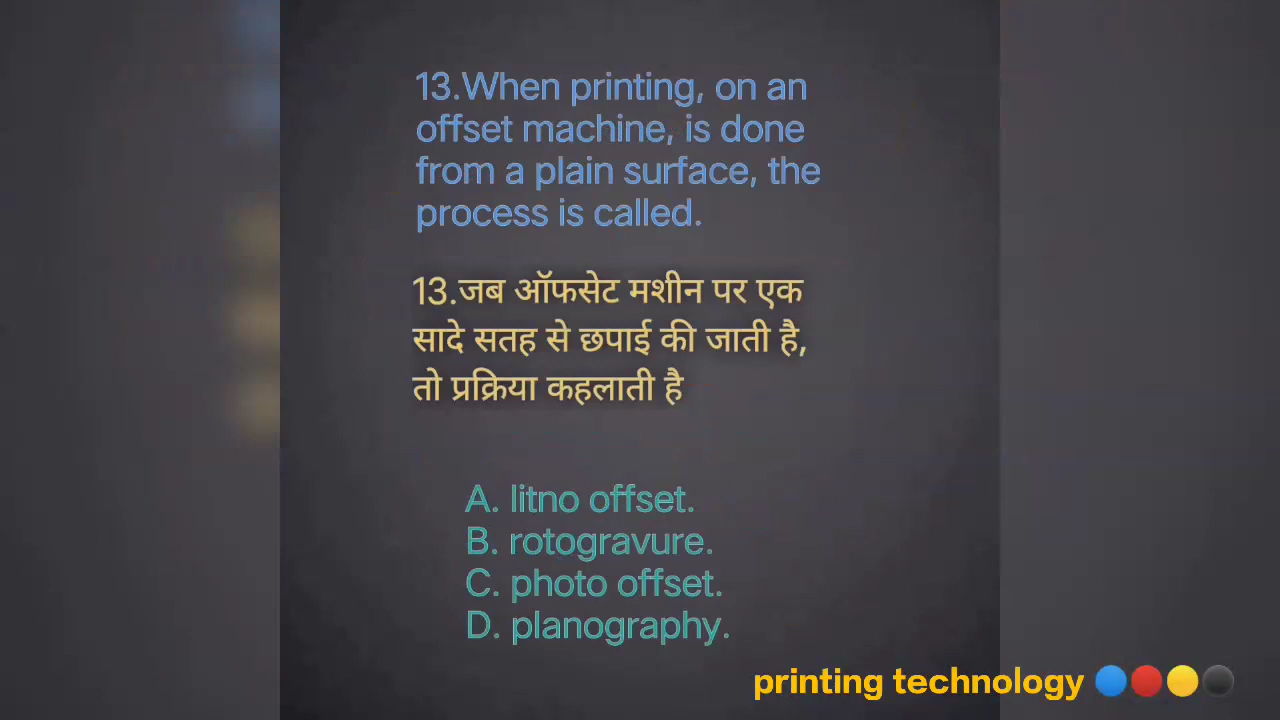 13.When printing, on an
offset machine, is done
from a plain surface, the
process is called.
13.जब ऑफसेट मशीन पर एक
सादे सतह से छपाई की जाती है,
तो प्रक्रिया कहलाती है
A. litno offset.
B. rotogravure.
C. photo offset.
D. planography.
printing technology